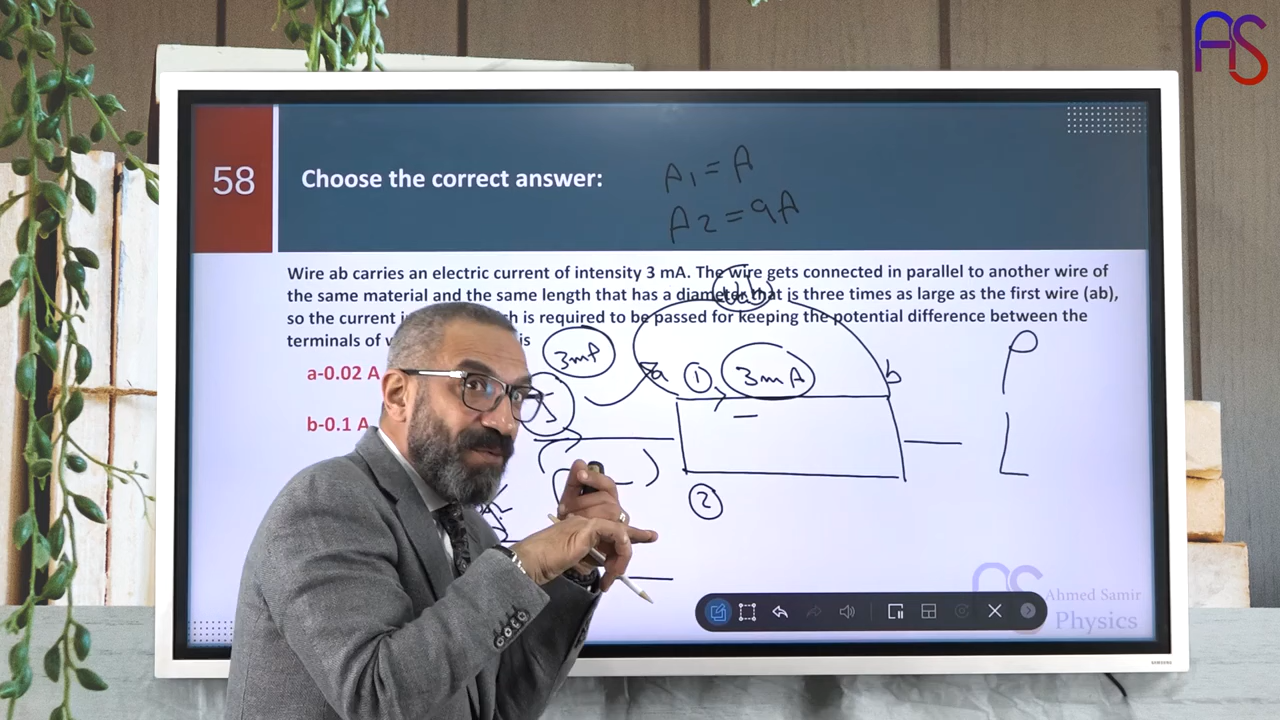 AS
58
Choose the correct answer:
A1 = A
A2 = 9A
Wire ab carries an electric current of intensity 3 mA. The wire gets connected in parallel to another wire of
the same material and the same length that has a diameter that is three times as large as the first wire (ab),
so the current is required to be passed for keeping the potential difference between the
terminals of is
3mA
a-0.02 A
a 1 3mA b
b-0.1 A
ρ
L
2
AS
Ahmed Samir
Physics
SAMSUNG